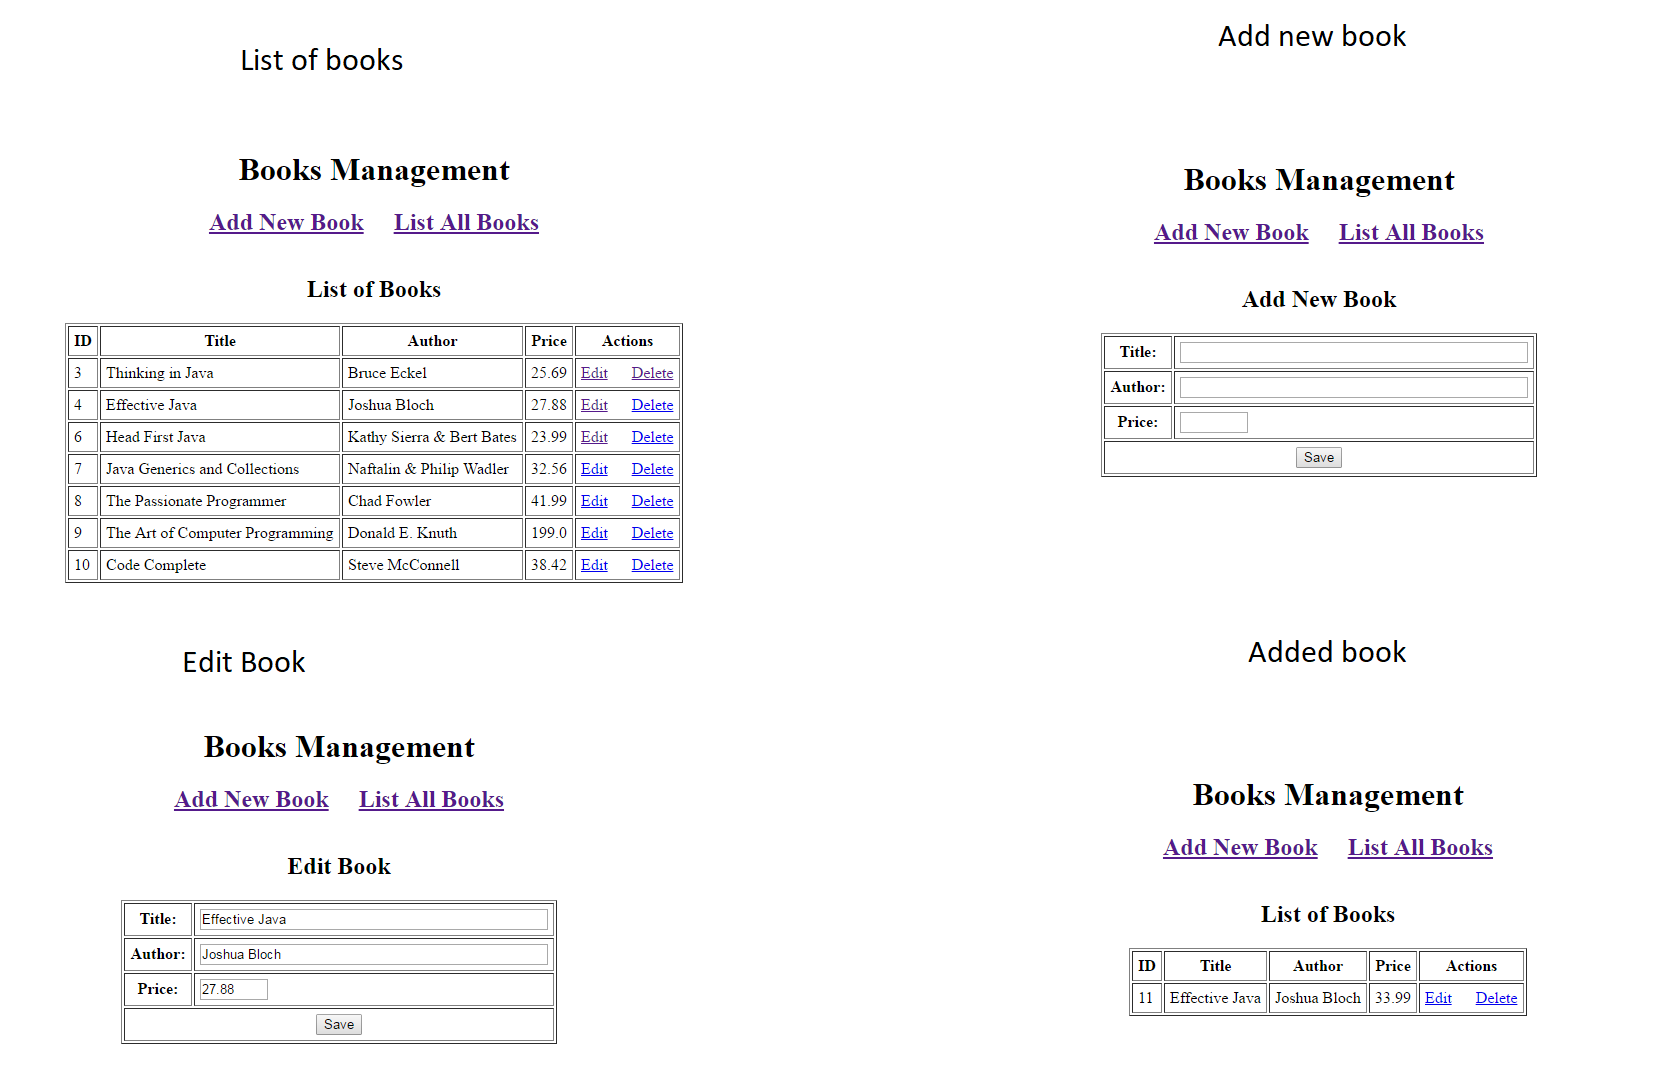 List of books
Books Management
Add New Book List All Books
List of Books
ID Title Author Price Actions
3 Thinking in Java Bruce Eckel 25.69 Edit Delete
4 Effective Java Joshua Bloch 27.88 Edit Delete
6 Head First Java Kathy Sierra & Bert Bates 23.99 Edit Delete
7 Java Generics and Collections Naftalin & Philip Wadler 32.56 Edit Delete
8 The Passionate Programmer Chad Fowler 41.99 Edit Delete
9 The Art of Computer Programming Donald E. Knuth 199.0 Edit Delete
10 Code Complete Steve McConnell 38.42 Edit Delete
Add new book
Books Management
Add New Book List All Books
Add New Book
Title:
Author:
Price:
Save
Edit Book
Books Management
Add New Book List All Books
Edit Book
Title: Effective Java
Author: Joshua Bloch
Price: 27.88
Save
Added book
Books Management
Add New Book List All Books
List of Books
ID Title Author Price Actions
11 Effective Java Joshua Bloch 33.99 Edit Delete